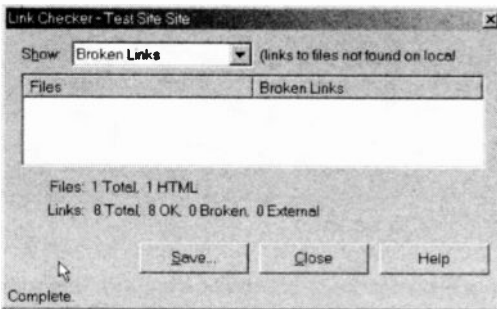 Link Checker - Test Site Site
Show: Broken Links (links to files not found on local
Files Broken Links
Files: 1 Total, 1 HTML
Links: 8 Total, 8 OK, 0 Broken, 0 External
Save... Close Help
Complete.